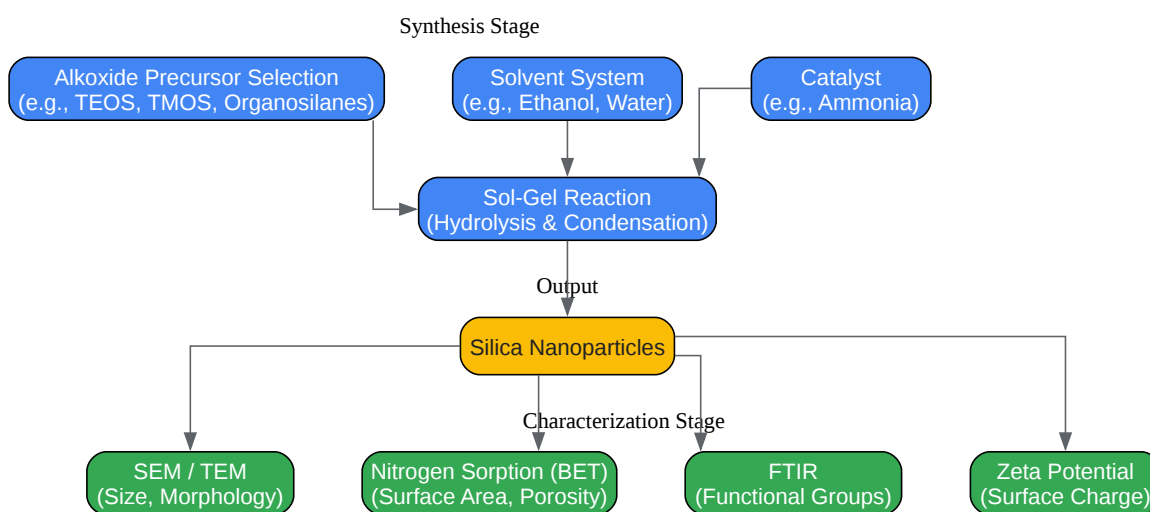 Synthesis Stage
Alkoxide Precursor Selection
(e.g., TEOS, TMOS, Organosilanes)
Solvent System
(e.g., Ethanol, Water)
Catalyst
(e.g., Ammonia)
Sol-Gel Reaction
(Hydrolysis & Condensation)
Output
Silica Nanoparticles
Characterization Stage
SEM / TEM
(Size, Morphology)
Nitrogen Sorption (BET)
(Surface Area, Porosity)
FTIR
(Functional Groups)
Zeta Potential
(Surface Charge)